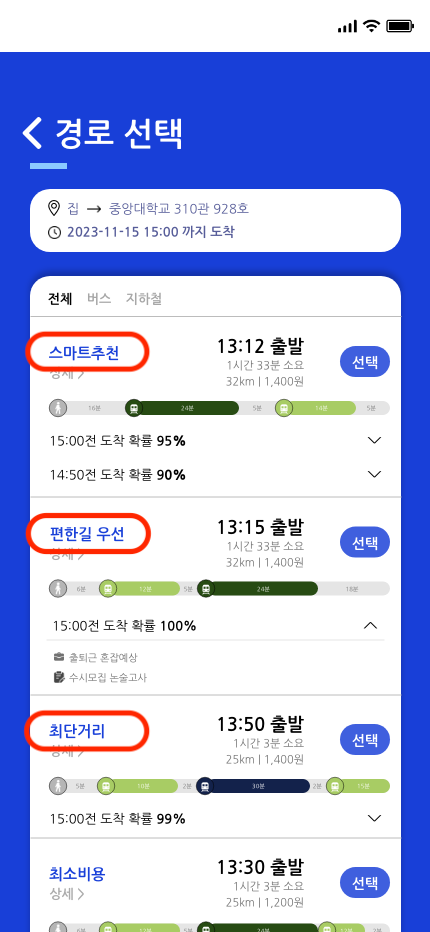 경로 선택
집 → 중앙대학교 310관 928호
2023-11-15 15:00 까지 도착
전체 버스 지하철
스마트추천
13:12 출발
선택
1시간 33분 소요
상세 >
32km | 1,400원
16분 24분 5분 14분 5분
15:00전 도착 확률 95%
14:50전 도착 확률 90%
편한길 우선
13:15 출발
선택
1시간 33분 소요
상세 >
32km | 1,400원
6분 12분 5분 24분 18분
15:00전 도착 확률 100%
출퇴근 혼잡예상
수시모집 논술고사
최단거리
13:50 출발
선택
1시간 3분 소요
상세 >
25km | 1,400원
5분 10분 2분 30분 2분 15분
15:00전 도착 확률 99%
최소비용
13:30 출발
선택
1시간 3분 소요
상세 >
25km | 1,200원